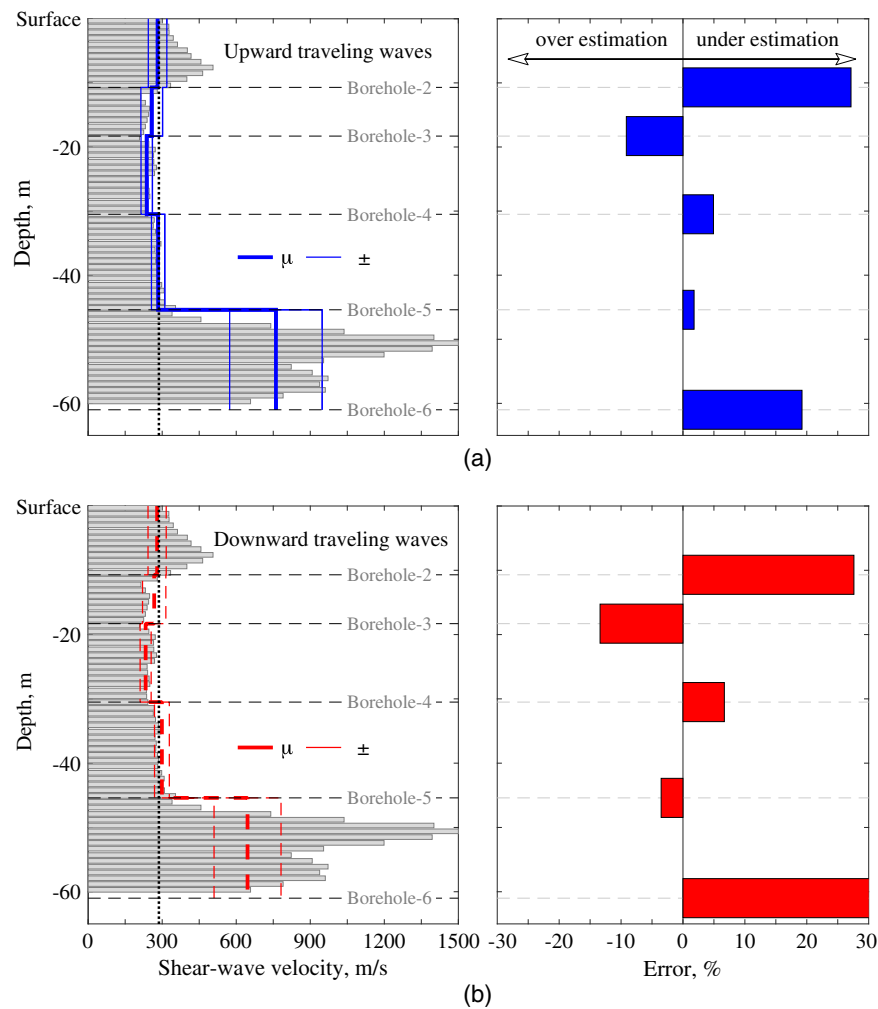 Surface
Upward traveling waves
over estimation
under estimation
Borehole-2
Borehole-3
-20
Borehole-4
Depth, m
μ
±
-40
Borehole-5
-60
Borehole-6
(a)
Surface
Downward traveling waves
Borehole-2
Borehole-3
-20
Borehole-4
Depth, m
μ
±
-40
Borehole-5
-60
Borehole-6
0 300 600 900 1200 1500
-30 -20 -10 0 10 20 30
Shear-wave velocity, m/s
Error, %
(b)